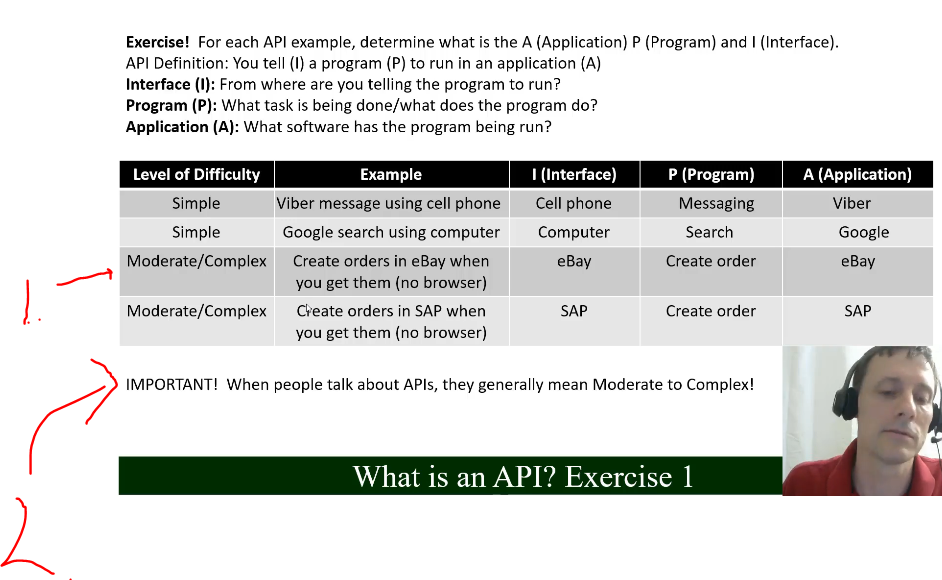 Exercise! For each API example, determine what is the A (Application) P (Program) and I (Interface).
API Definition: You tell (I) a program (P) to run in an application (A)
Interface (I): From where are you telling the program to run?
Program (P): What task is being done/what does the program do?
Application (A): What software has the program being run?
Level of Difficulty Example I (Interface) P (Program) A (Application)
Simple Viber message using cell phone Cell phone Messaging Viber
Simple Google search using computer Computer Search Google
Moderate/Complex Create orders in eBay when eBay Create order eBay
you get them (no browser)
1.
Moderate/Complex Create orders in SAP when SAP Create order SAP
you get them (no browser)
IMPORTANT! When people talk about APIs, they generally mean Moderate to Complex!
What is an API? Exercise 1
2.